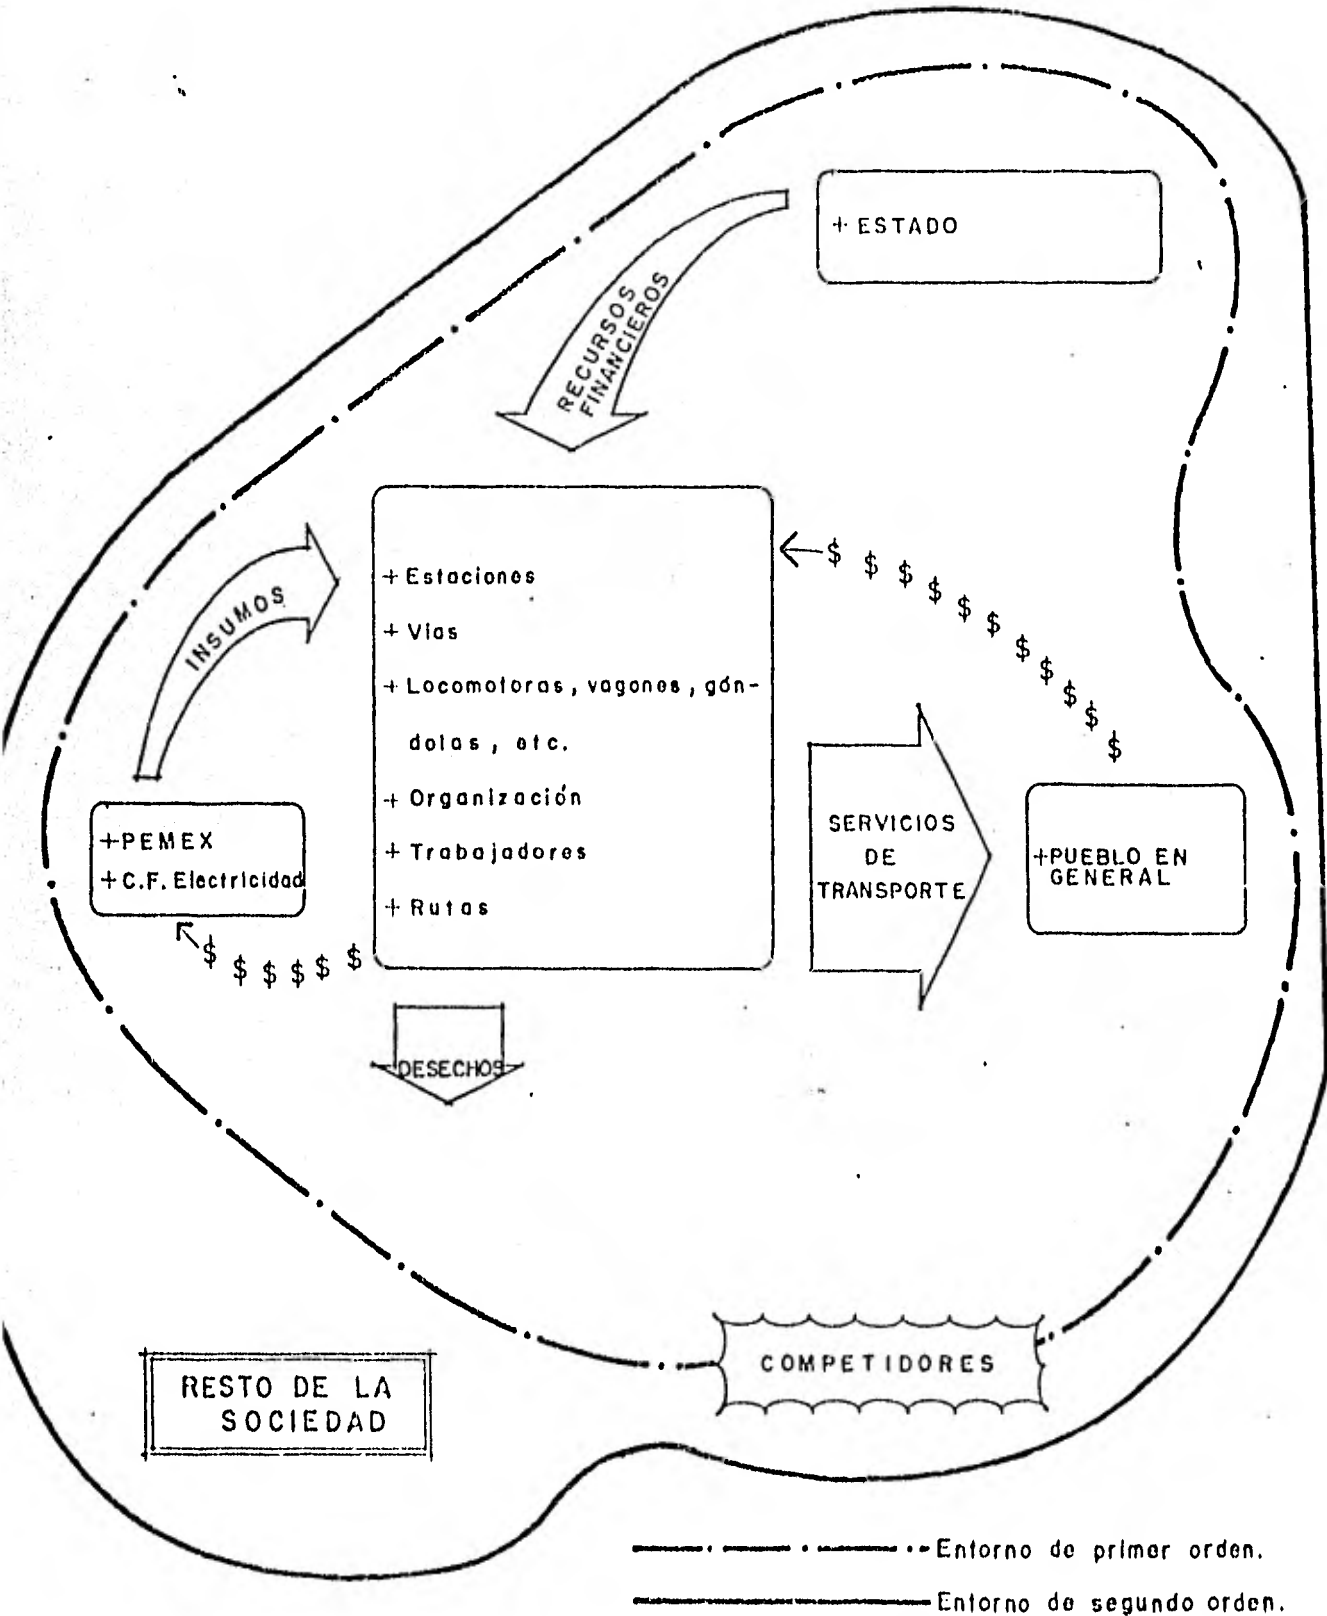 + ESTADO
RECURSOS
FINANCIEROS
INSUMOS
+ Estaciones
+ Vías
+ Locomotoras, vagones, gón-
dolas, etc.
+ Organización
+ Trabajadores
+ Rutas
← $ $ $ $ $ $ $ $ $ $ $
SERVICIOS
DE
TRANSPORTE
+PEMEX
+C.F. Electricidad
+PUEBLO EN
GENERAL
$ $ $ $ $ $
DESECHOS
COMPETIDORES
RESTO DE LA
SOCIEDAD
Entorno de primer orden.
Entorno de segundo orden.